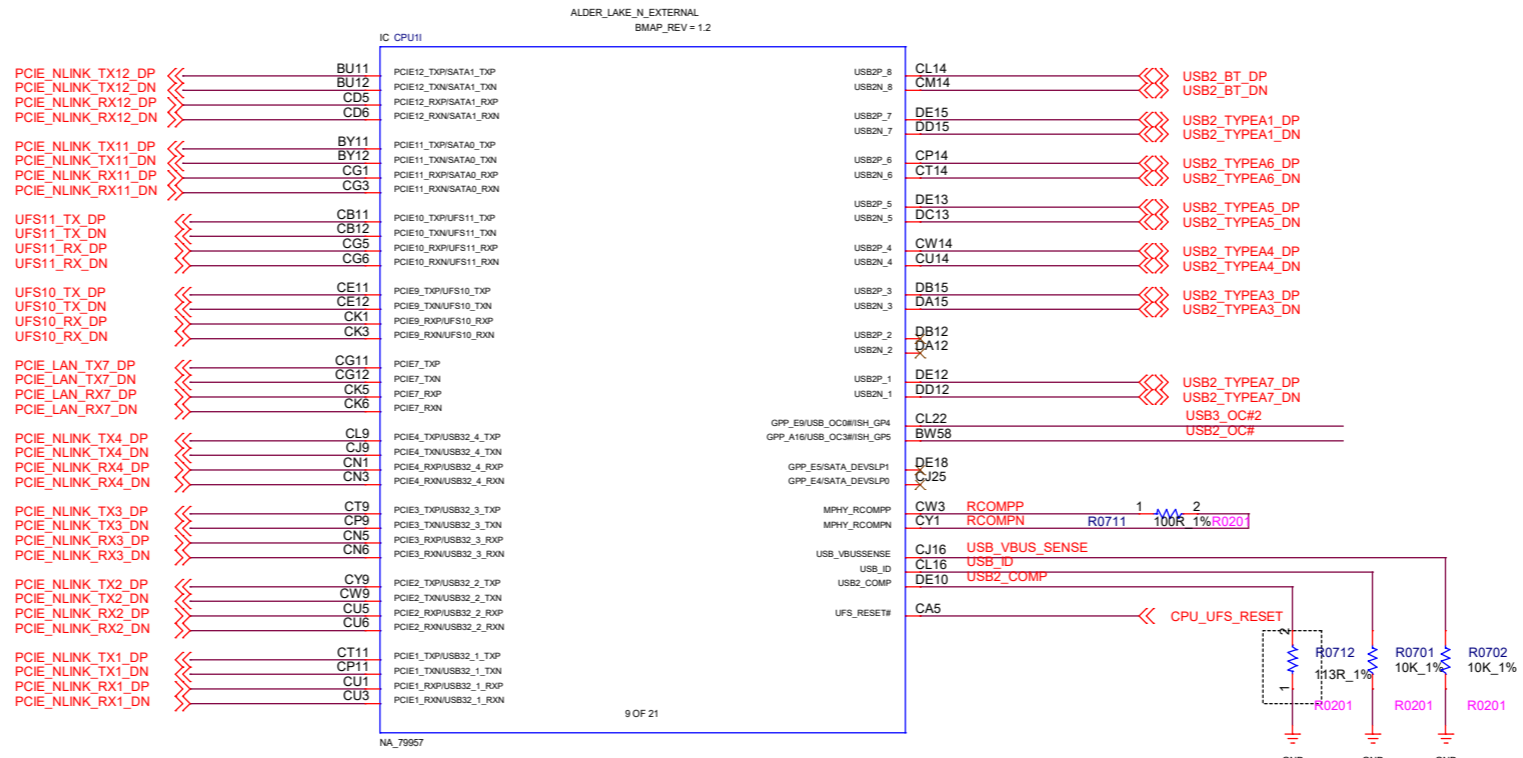 ALDER_LAKE_N_EXTERNAL
BMAP_REV = 1.2
IC CPU1I
PCIE_NLINK_TX12_DP BU11 PCIE12_TXP/SATA1_TXP USB2P_8 CL14 USB2_BT_DP
PCIE_NLINK_TX12_DN BU12 PCIE12_TXN/SATA1_TXN USB2N_8 CM14 USB2_BT_DN
PCIE_NLINK_RX12_DP CD5 PCIE12_RXP/SATA1_RXP
PCIE_NLINK_RX12_DN CD6 PCIE12_RXN/SATA1_RXN USB2P_7 DE15 USB2_TYPEA1_DP
USB2N_7 DD15 USB2_TYPEA1_DN
PCIE_NLINK_TX11_DP BY11 PCIE11_TXP/SATA0_TXP
PCIE_NLINK_TX11_DN BY12 PCIE11_TXN/SATA0_TXN USB2P_6 CP14 USB2_TYPEA6_DP
PCIE_NLINK_RX11_DP CG1 PCIE11_RXP/SATA0_RXP USB2N_6 CT14 USB2_TYPEA6_DN
PCIE_NLINK_RX11_DN CG3 PCIE11_RXN/SATA0_RXN
USB2P_5 DE13 USB2_TYPEA5_DP
UFS11_TX_DP CB11 PCIE10_TXP/UFS11_TXP USB2N_5 DC13 USB2_TYPEA5_DN
UFS11_TX_DN CB12 PCIE10_TXN/UFS11_TXN
UFS11_RX_DP CG5 PCIE10_RXP/UFS11_RXP USB2P_4 CW14 USB2_TYPEA4_DP
UFS11_RX_DN CG6 PCIE10_RXN/UFS11_RXN USB2N_4 CU14 USB2_TYPEA4_DN
UFS10_TX_DP CE11 PCIE9_TXP/UFS10_TXP USB2P_3 DB15 USB2_TYPEA3_DP
UFS10_TX_DN CE12 PCIE9_TXN/UFS10_TXN USB2N_3 DA15 USB2_TYPEA3_DN
UFS10_RX_DP CK1 PCIE9_RXP/UFS10_RXP
UFS10_RX_DN CK3 PCIE9_RXN/UFS10_RXN USB2P_2 DB12
USB2N_2 DA12
PCIE_LAN_TX7_DP CG11 PCIE7_TXP
PCIE_LAN_TX7_DN CG12 PCIE7_TXN USB2P_1 DE12 USB2_TYPEA7_DP
PCIE_LAN_RX7_DP CK5 PCIE7_RXP USB2N_1 DD12 USB2_TYPEA7_DN
PCIE_LAN_RX7_DN CK6 PCIE7_RXN
GPP_E9/USB_OC0#/ISH_GP4 CL22 USB3_OC#2
PCIE_NLINK_TX4_DP CL9 PCIE4_TXP/USB32_4_TXP GPP_A16/USB_OC3#/ISH_GP5 BW58 USB2_OC#
PCIE_NLINK_TX4_DN CJ9 PCIE4_TXN/USB32_4_TXN
PCIE_NLINK_RX4_DP CN1 PCIE4_RXP/USB32_4_RXP GPP_E5/SATA_DEVSLP1 DE18
PCIE_NLINK_RX4_DN CN3 PCIE4_RXN/USB32_4_RXN GPP_E4/SATA_DEVSLP0 CJ25
PCIE_NLINK_TX3_DP CT9 PCIE3_TXP/USB32_3_TXP MPHY_RCOMPP CW3 RCOMPP 1 2
PCIE_NLINK_TX3_DN CP9 PCIE3_TXN/USB32_3_TXN MPHY_RCOMPN CY1 RCOMPN R0711 100R_1% R0201
PCIE_NLINK_RX3_DP CN5 PCIE3_RXP/USB32_3_RXP
PCIE_NLINK_RX3_DN CN6 PCIE3_RXN/USB32_3_RXN USB_VBUSSENSE CJ16 USB_VBUS_SENSE
USB_ID CL16 USB_ID
PCIE_NLINK_TX2_DP CY9 PCIE2_TXP/USB32_2_TXP USB2_COMP DE10 USB2_COMP
PCIE_NLINK_TX2_DN CW9 PCIE2_TXN/USB32_2_TXN
PCIE_NLINK_RX2_DP CU5 PCIE2_RXP/USB32_2_RXP UFS_RESET# CA5 CPU_UFS_RESET
PCIE_NLINK_RX2_DN CU6 PCIE2_RXN/USB32_2_RXN 2
PCIE_NLINK_TX1_DP CT11 PCIE1_TXP/USB32_1_TXP R0712 R0701 R0702
PCIE_NLINK_TX1_DN CP11 PCIE1_TXN/USB32_1_TXN 113R_1% 10K_1% 10K_1%
PCIE_NLINK_RX1_DP CU1 PCIE1_RXP/USB32_1_RXP 1
PCIE_NLINK_RX1_DN CU3 PCIE1_RXN/USB32_1_RXN R0201 R0201 R0201
9 OF 21
NA_79957